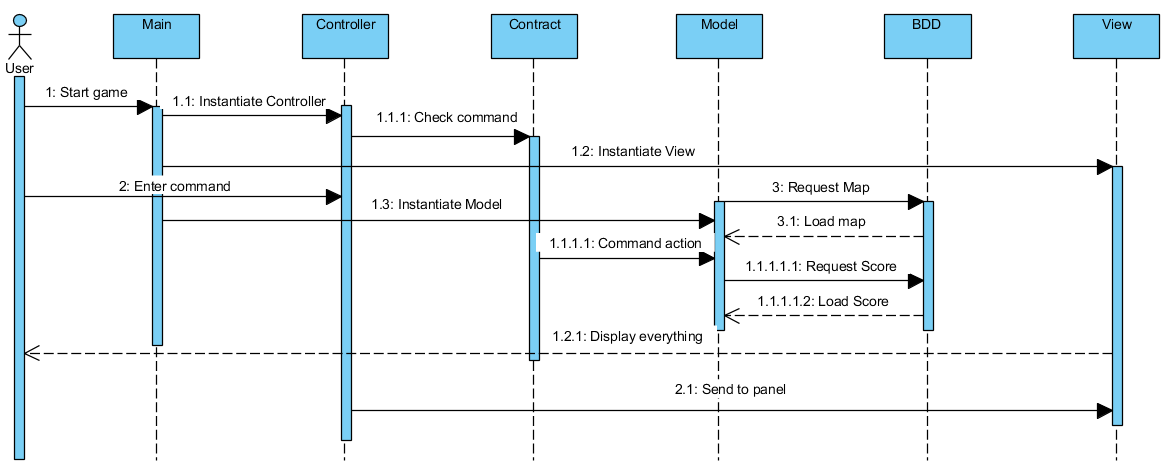 Main
Controller
Contract
Model
BDD
View
User
1: Start game
1.1: Instantiate Controller
1.1.1: Check command
1.2: Instantiate View
2: Enter command
3: Request Map
1.3: Instantiate Model
3.1: Load map
1.1.1.1: Command action
1.1.1.1.1: Request Score
1.1.1.1.2: Load Score
1.2.1: Display everything
2.1: Send to panel